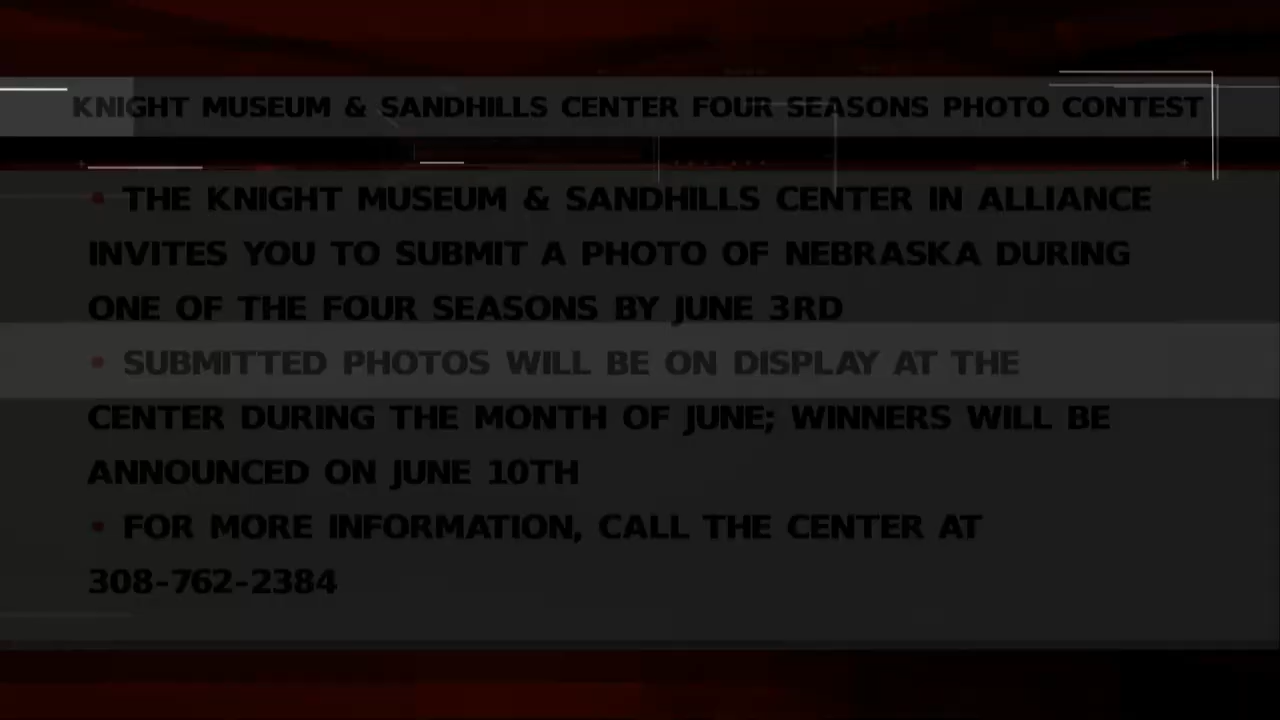 KNIGHT MUSEUM & SANDHILLS CENTER FOUR SEASONS PHOTO CONTEST
• THE KNIGHT MUSEUM & SANDHILLS CENTER IN ALLIANCE
INVITES YOU TO SUBMIT A PHOTO OF NEBRASKA DURING
ONE OF THE FOUR SEASONS BY JUNE 3RD
• SUBMITTED PHOTOS WILL BE ON DISPLAY AT THE
CENTER DURING THE MONTH OF JUNE; WINNERS WILL BE
ANNOUNCED ON JUNE 10TH
• FOR MORE INFORMATION, CALL THE CENTER AT
308-762-2384